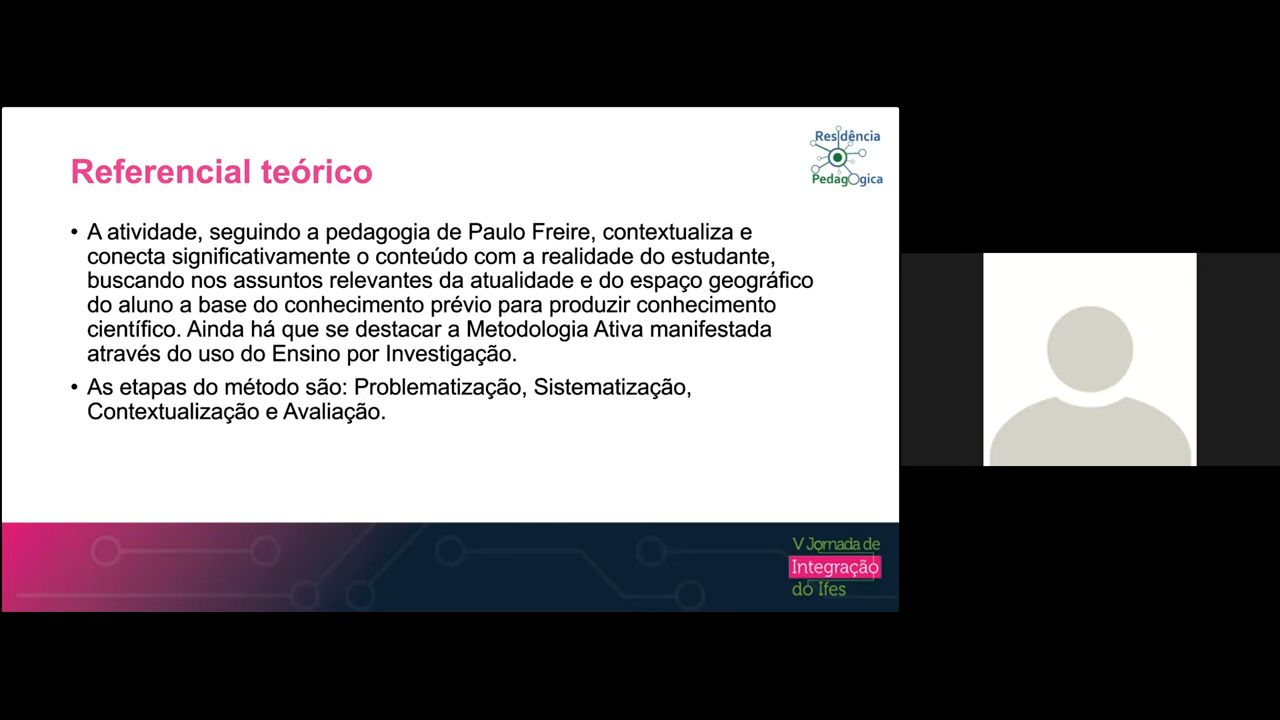 Residência
Pedagógica
Referencial teórico
• A atividade, seguindo a pedagogia de Paulo Freire, contextualiza e
conecta significativamente o conteúdo com a realidade do estudante,
buscando nos assuntos relevantes da atualidade e do espaço geográfico
do aluno a base do conhecimento prévio para produzir conhecimento
científico. Ainda há que se destacar a Metodologia Ativa manifestada
através do uso do Ensino por Investigação.
• As etapas do método são: Problematização, Sistematização,
Contextualização e Avaliação.
V Jornada de
Integração
do Ifes